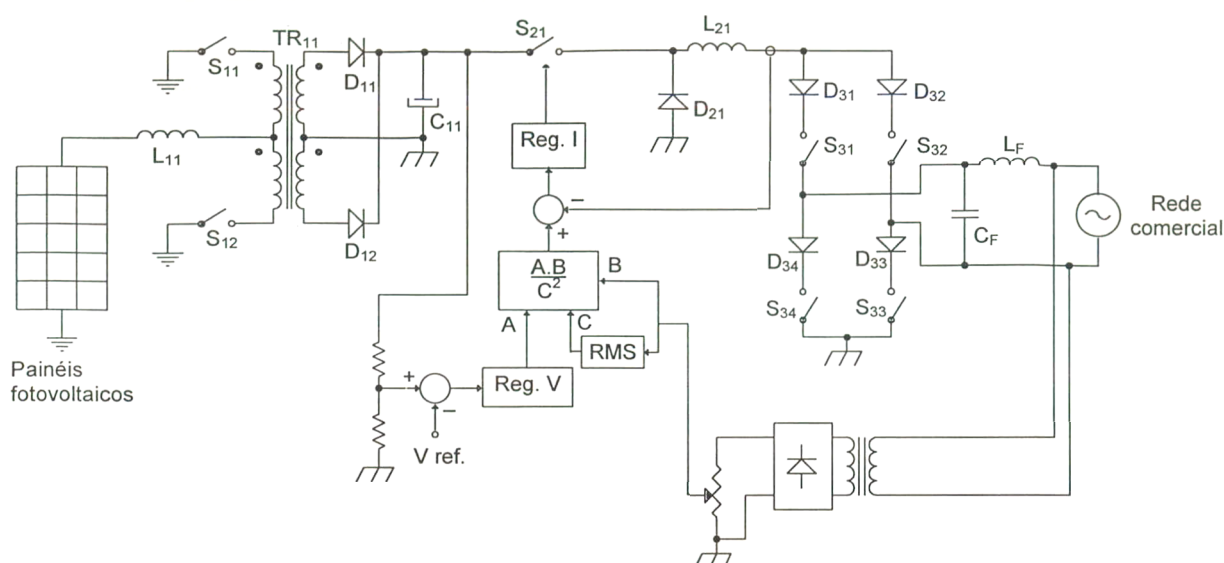 TR11
S11
D11
S21
L21
L11
C11
D21
D31
D32
Reg. I
S31
S32
LF
S12
D12
−
+
CF
Rede
comercial
A.B
C²
B
D34
D33
A
C
S34
S33
RMS
Painéis
fotovoltaicos
+
−
Reg. V
V ref.